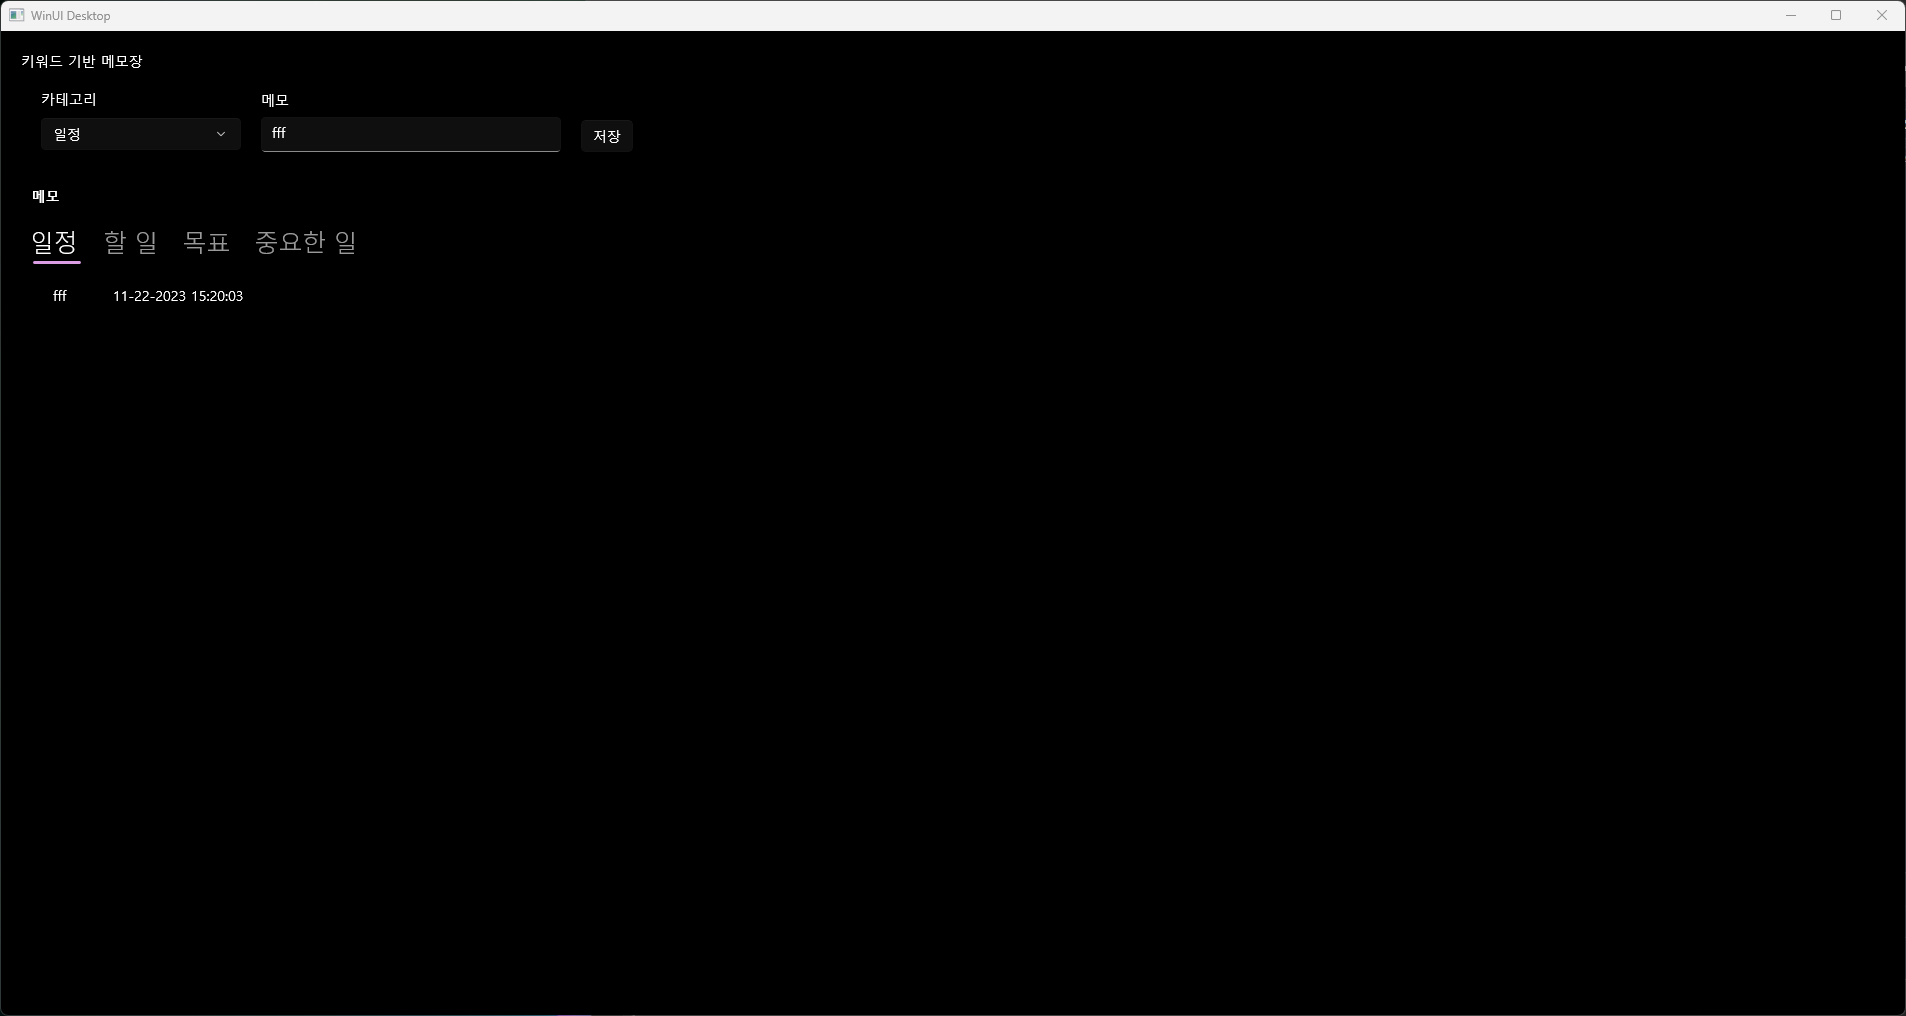 WinUI Desktop
키워드 기반 메모장
카테고리 메모
일정 fff 저장
메모
일정 할 일 목표 중요한 일
fff 11-22-2023 15:20:03